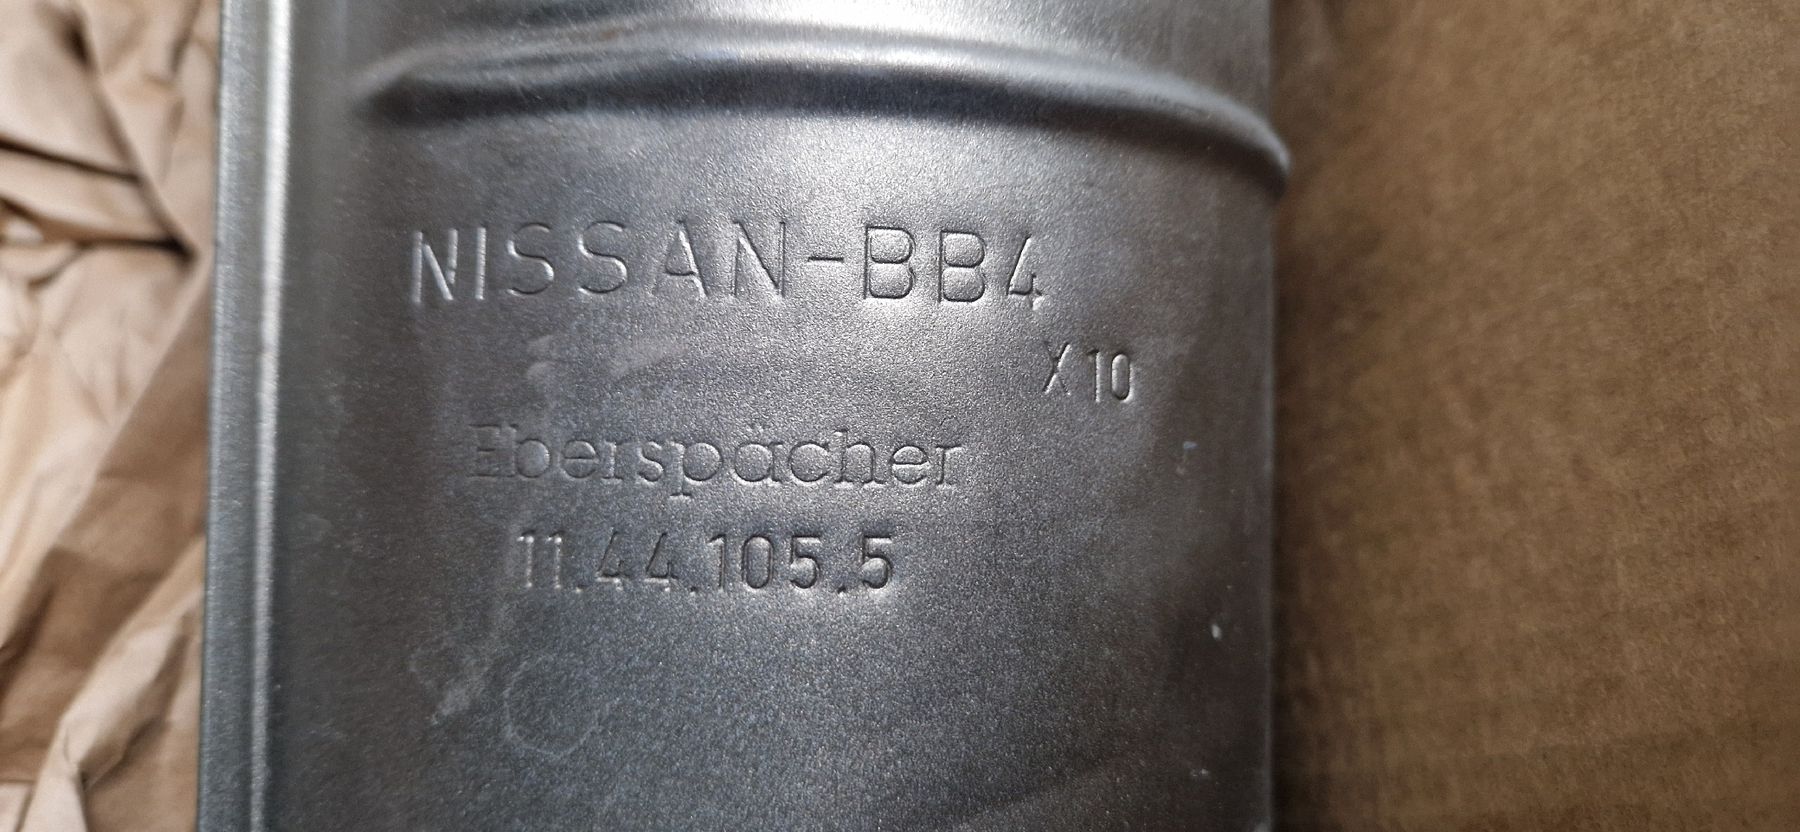 NISSAN-BB4
X10
Eberspächer
11.44.105.5